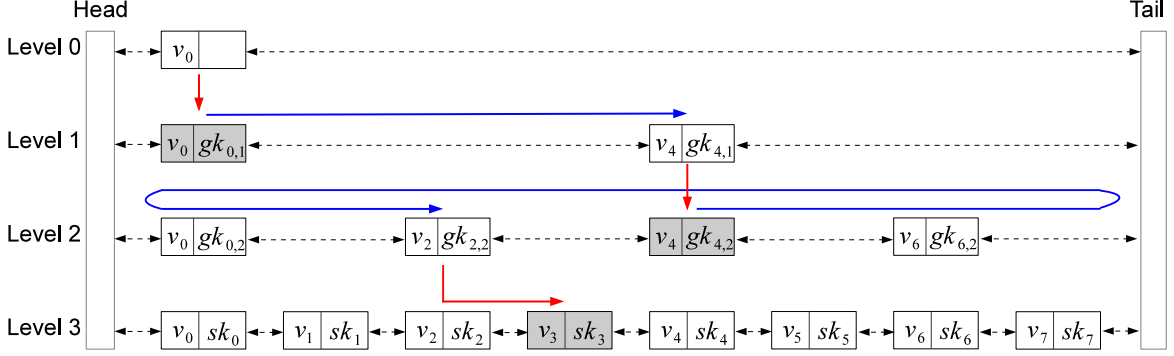 Head Tail
Level 0 v0
Level 1 v0 gk0,1 v4 gk4,1
Level 2 v0 gk0,2 v2 gk2,2 v4 gk4,2 v6 gk6,2
Level 3 v0 sk0 v1 sk1 v2 sk2 v3 sk3 v4 sk4 v5 sk5 v6 sk6 v7 sk7